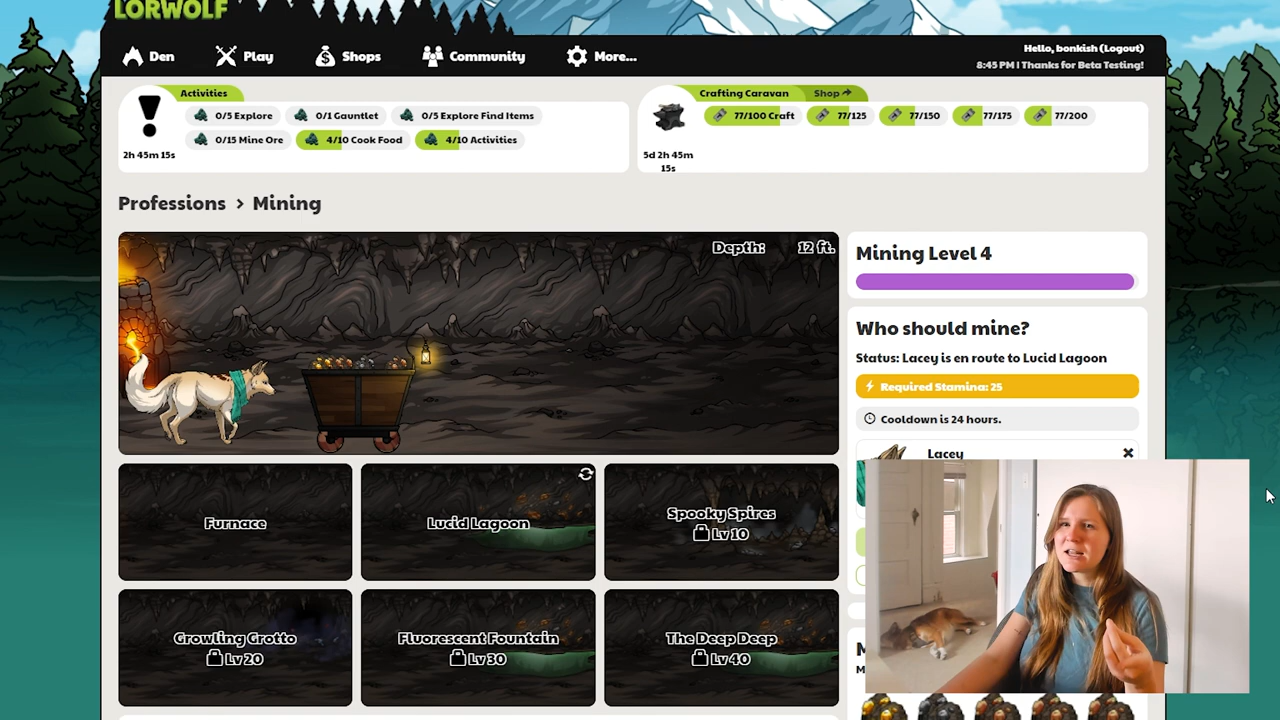 LORWOLF
Den
Play
Shops
Community
More...
Hello, bonkish (Logout)
8:45 PM | Thanks for Beta Testing!
Activities
0/5 Explore
0/1 Gauntlet
0/5 Explore Find Items
0/15 Mine Ore
4/10 Cook Food
4/10 Activities
2h 45m 15s
Crafting Caravan
Shop
77/100 Craft
77/125
77/150
77/175
77/200
5d 2h 45m
15s
Professions > Mining
Depth: 12 ft.
Mining Level 4
Who should mine?
Status: Lacey is en route to Lucid Lagoon
Required Stamina: 25
Cooldown is 24 hours.
Lacey
Furnace
Lucid Lagoon
Spooky Spires
Lv 10
Growling Grotto
Lv 20
Fluorescent Fountain
Lv 30
The Deep Deep
Lv 40